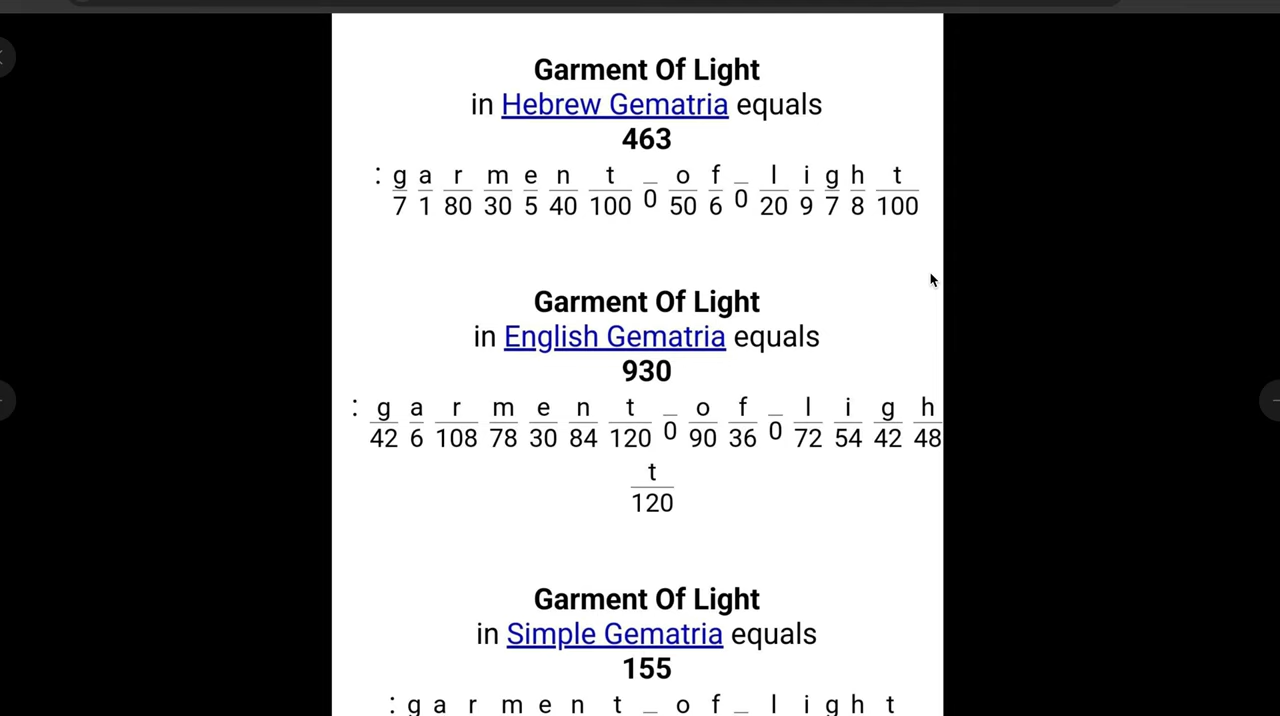 Garment Of Light
in Hebrew Gematria equals
463
: g a r m e n t _ o f _ l i g h t
7 1 80 30 5 40 100 0 50 6 0 20 9 7 8 100
Garment Of Light
in English Gematria equals
930
: g a r m e n t _ o f _ l i g h
42 6 108 78 30 84 120 0 90 36 0 72 54 42 48
t
120
Garment Of Light
in Simple Gematria equals
155
: g a r m e n t _ o f _ l i g h t